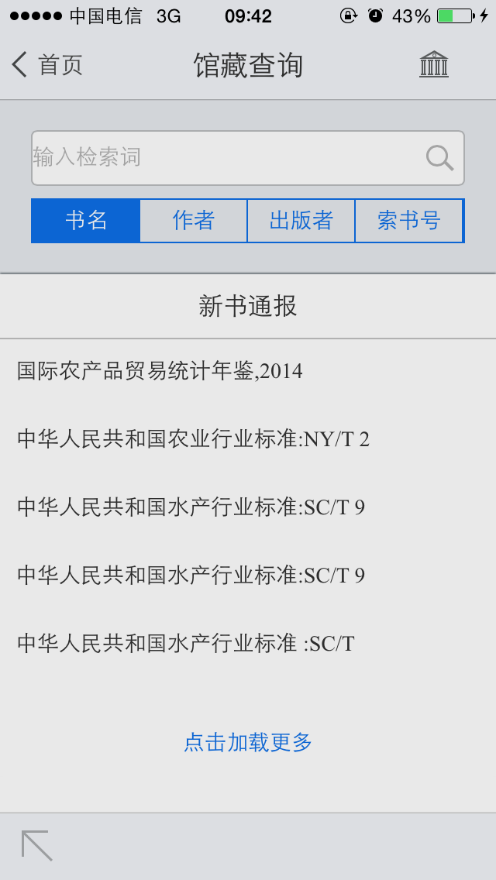 中国电信 3G 09:42 43%
首页 馆藏查询
输入检索词
书名 作者 出版者 索书号
新书通报
国际农产品贸易统计年鉴,2014
中华人民共和国农业行业标准:NY/T 2
中华人民共和国水产行业标准:SC/T 9
中华人民共和国水产行业标准:SC/T 9
中华人民共和国水产行业标准 :SC/T
点击加载更多